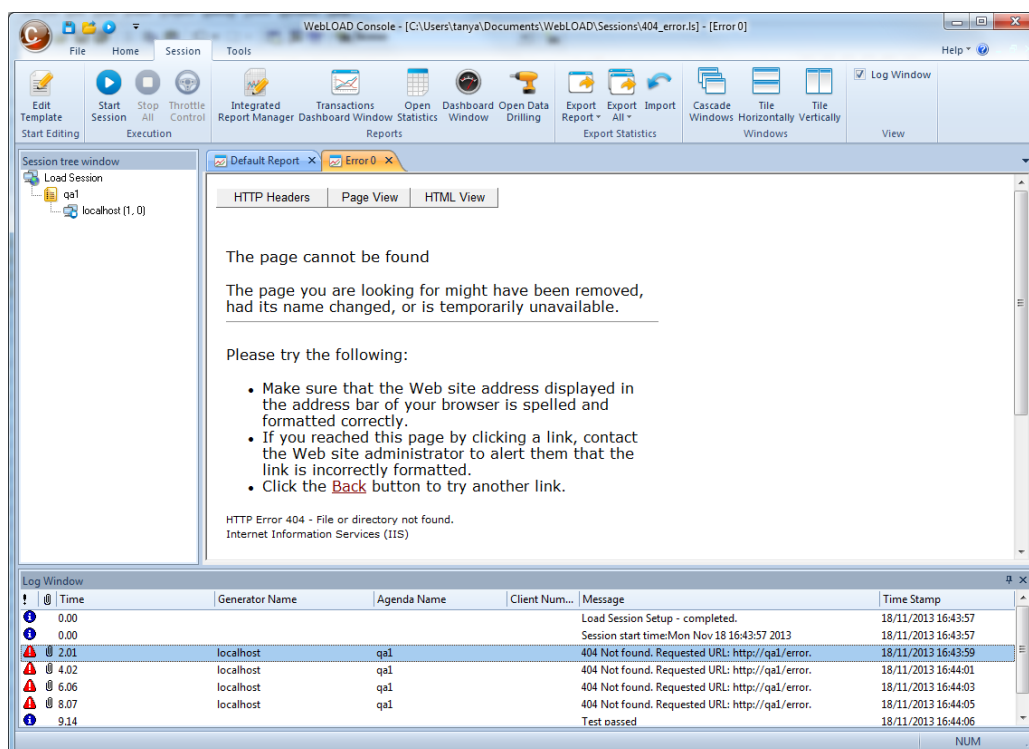 WebLOAD Console - [C:\Users\tanya\Documents\WebLOAD\Sessions\404_error.ls] - [Error 0]
File Home Session Tools Help
Edit Template
Start Session
Stop All
Throttle Control
Integrated Report Manager
Transactions Dashboard Window
Open Statistics
Dashboard Window
Open Data Drilling
Export Report
Export All
Import
Cascade Windows
Tile Horizontally
Tile Vertically
Log Window
Start Editing Execution Reports Export Statistics Windows View
Session tree window
Load Session
qa1
localhost (1, 0)
Default Report Error 0
HTTP Headers Page View HTML View
The page cannot be found
The page you are looking for might have been removed,
had its name changed, or is temporarily unavailable.
Please try the following:
• Make sure that the Web site address displayed in
the address bar of your browser is spelled and
formatted correctly.
• If you reached this page by clicking a link, contact
the Web site administrator to alert them that the
link is incorrectly formatted.
• Click the Back button to try another link.
HTTP Error 404 - File or directory not found.
Internet Information Services (IIS)
Log Window
! Time Generator Name Agenda Name Client Num... Message Time Stamp
0.00 Load Session Setup - completed. 18/11/2013 16:43:57
0.00 Session start time:Mon Nov 18 16:43:57 2013 18/11/2013 16:43:57
2.01 localhost qa1 404 Not found. Requested URL: http://qa1/error. 18/11/2013 16:43:59
4.02 localhost qa1 404 Not found. Requested URL: http://qa1/error. 18/11/2013 16:44:01
6.06 localhost qa1 404 Not found. Requested URL: http://qa1/error. 18/11/2013 16:44:03
8.07 localhost qa1 404 Not found. Requested URL: http://qa1/error. 18/11/2013 16:44:05
9.14 Test passed 18/11/2013 16:44:06
NUM